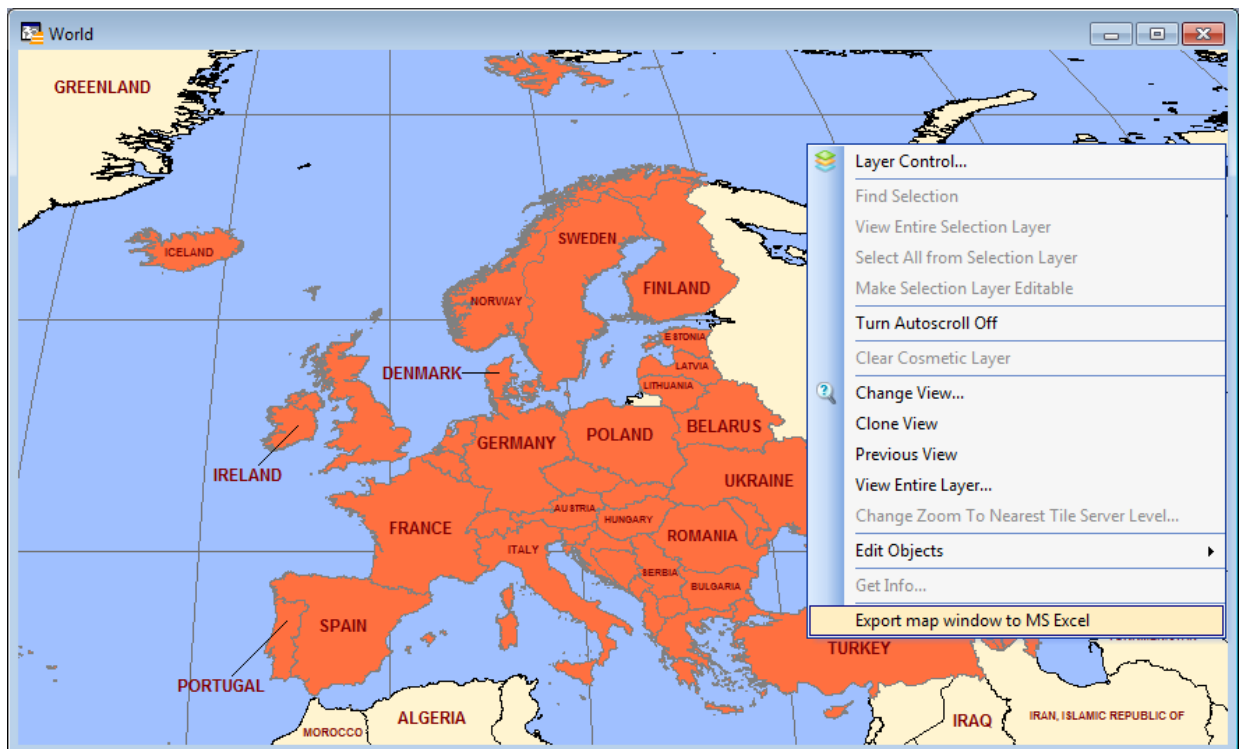 World
GREENLAND
Layer Control...
Find Selection
View Entire Selection Layer
Select All from Selection Layer
Make Selection Layer Editable
Turn Autoscroll Off
Clear Cosmetic Layer
Change View...
Clone View
Previous View
View Entire Layer...
Change Zoom To Nearest Tile Server Level...
Edit Objects
Get Info...
Export map window to MS Excel
ICELAND
SWEDEN
NORWAY
FINLAND
ESTONIA
LATVIA
DENMARK
LITHUANIA
BELARUS
POLAND
GERMANY
IRELAND
UKRAINE
AUSTRIA
HUNGARY
FRANCE
ROMANIA
ITALY
SERBIA
BULGARIA
SPAIN
TURKEY
PORTUGAL
ALGERIA
MOROCCO
IRAQ
IRAN, ISLAMIC REPUBLIC OF